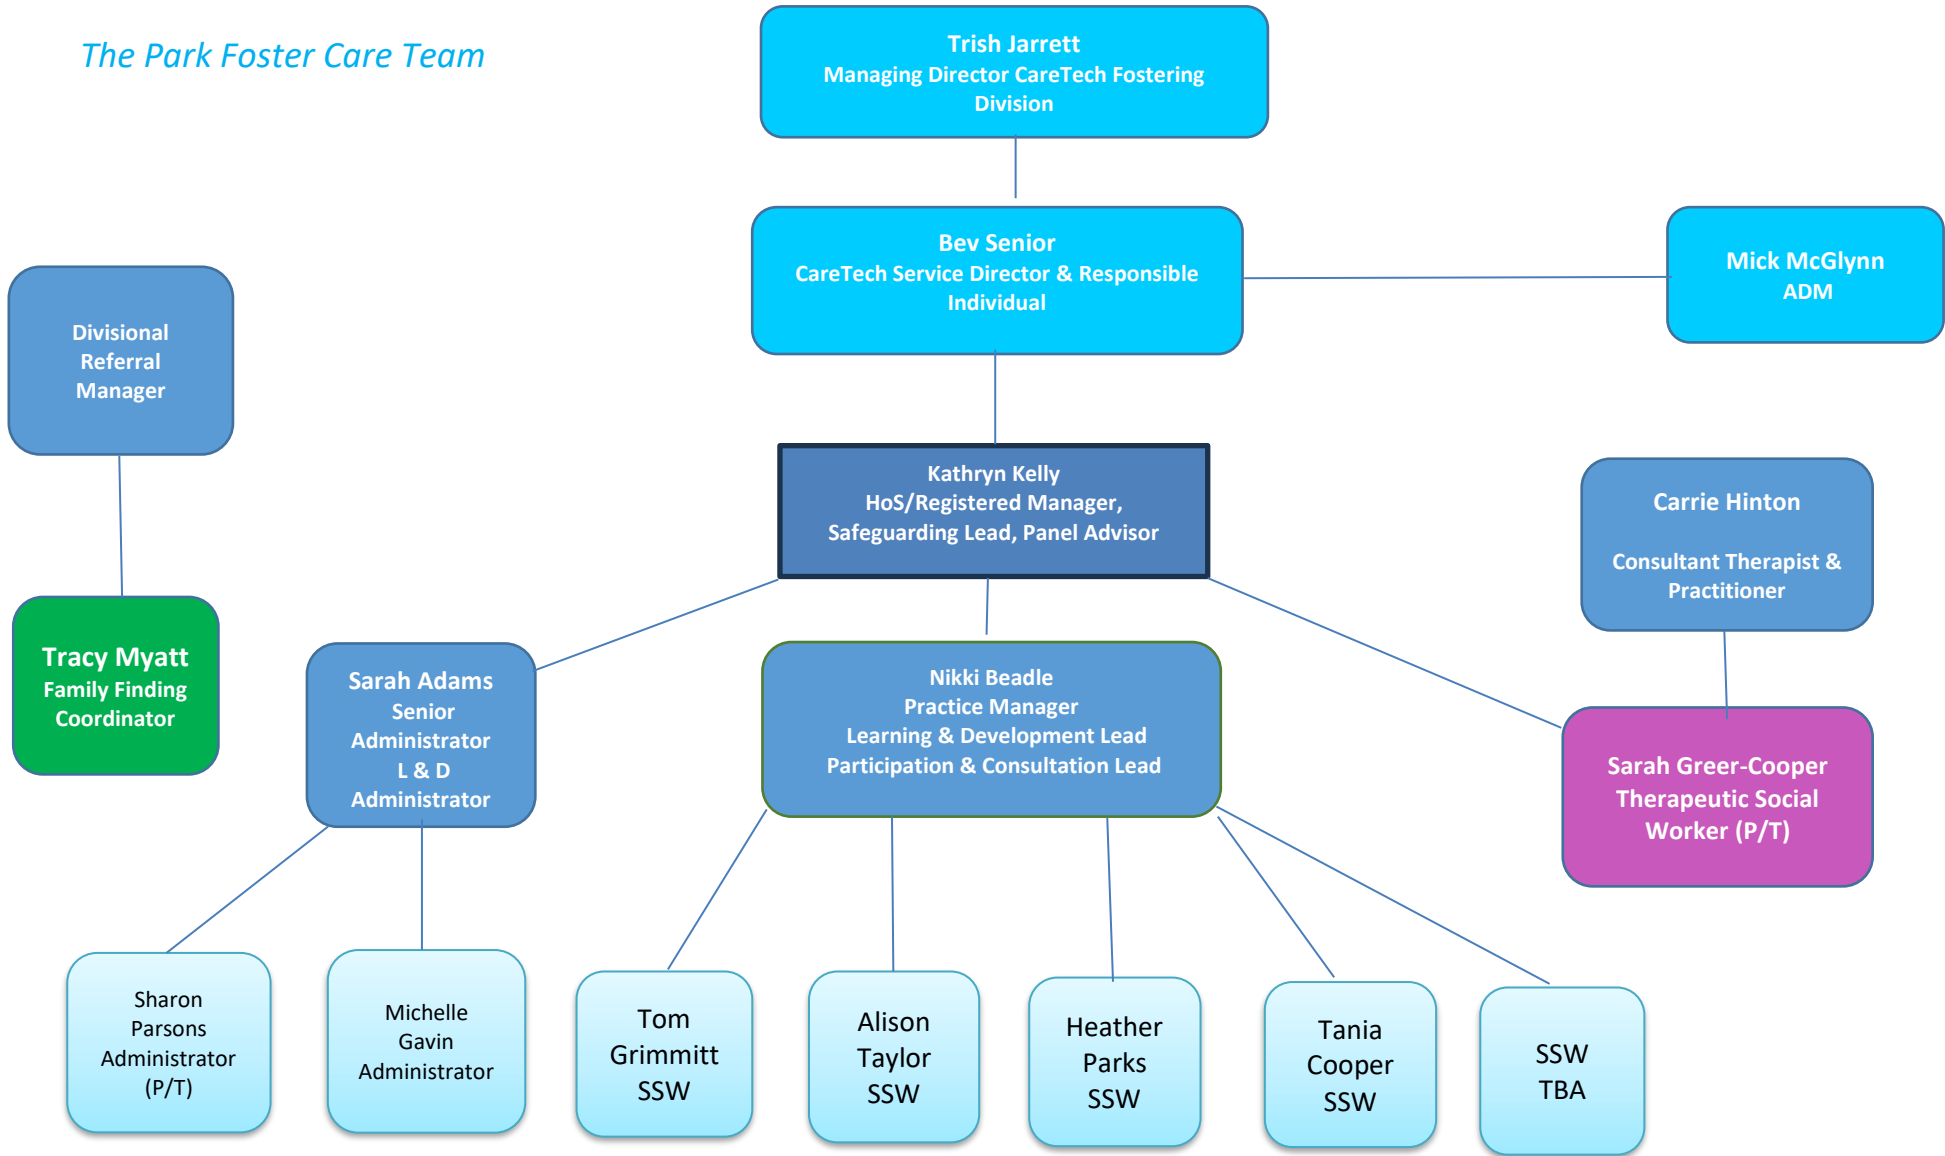 The Park Foster Care Team
Trish Jarrett
Managing Director CareTech Fostering
Division
Bev Senior
CareTech Service Director & Responsible
Individual
Mick McGlynn
ADM
Divisional
Referral
Manager
Kathryn Kelly
HoS/Registered Manager,
Safeguarding Lead, Panel Advisor
Carrie Hinton
Consultant Therapist &
Practitioner
Tracy Myatt
Family Finding
Coordinator
Sarah Adams
Senior
Administrator
L & D
Administrator
Nikki Beadle
Practice Manager
Learning & Development Lead
Participation & Consultation Lead
Sarah Greer-Cooper
Therapeutic Social
Worker (P/T)
Sharon
Parsons
Administrator
(P/T)
Michelle
Gavin
Administrator
Tom
Grimmitt
SSW
Alison
Taylor
SSW
Heather
Parks
SSW
Tania
Cooper
SSW
SSW
TBA